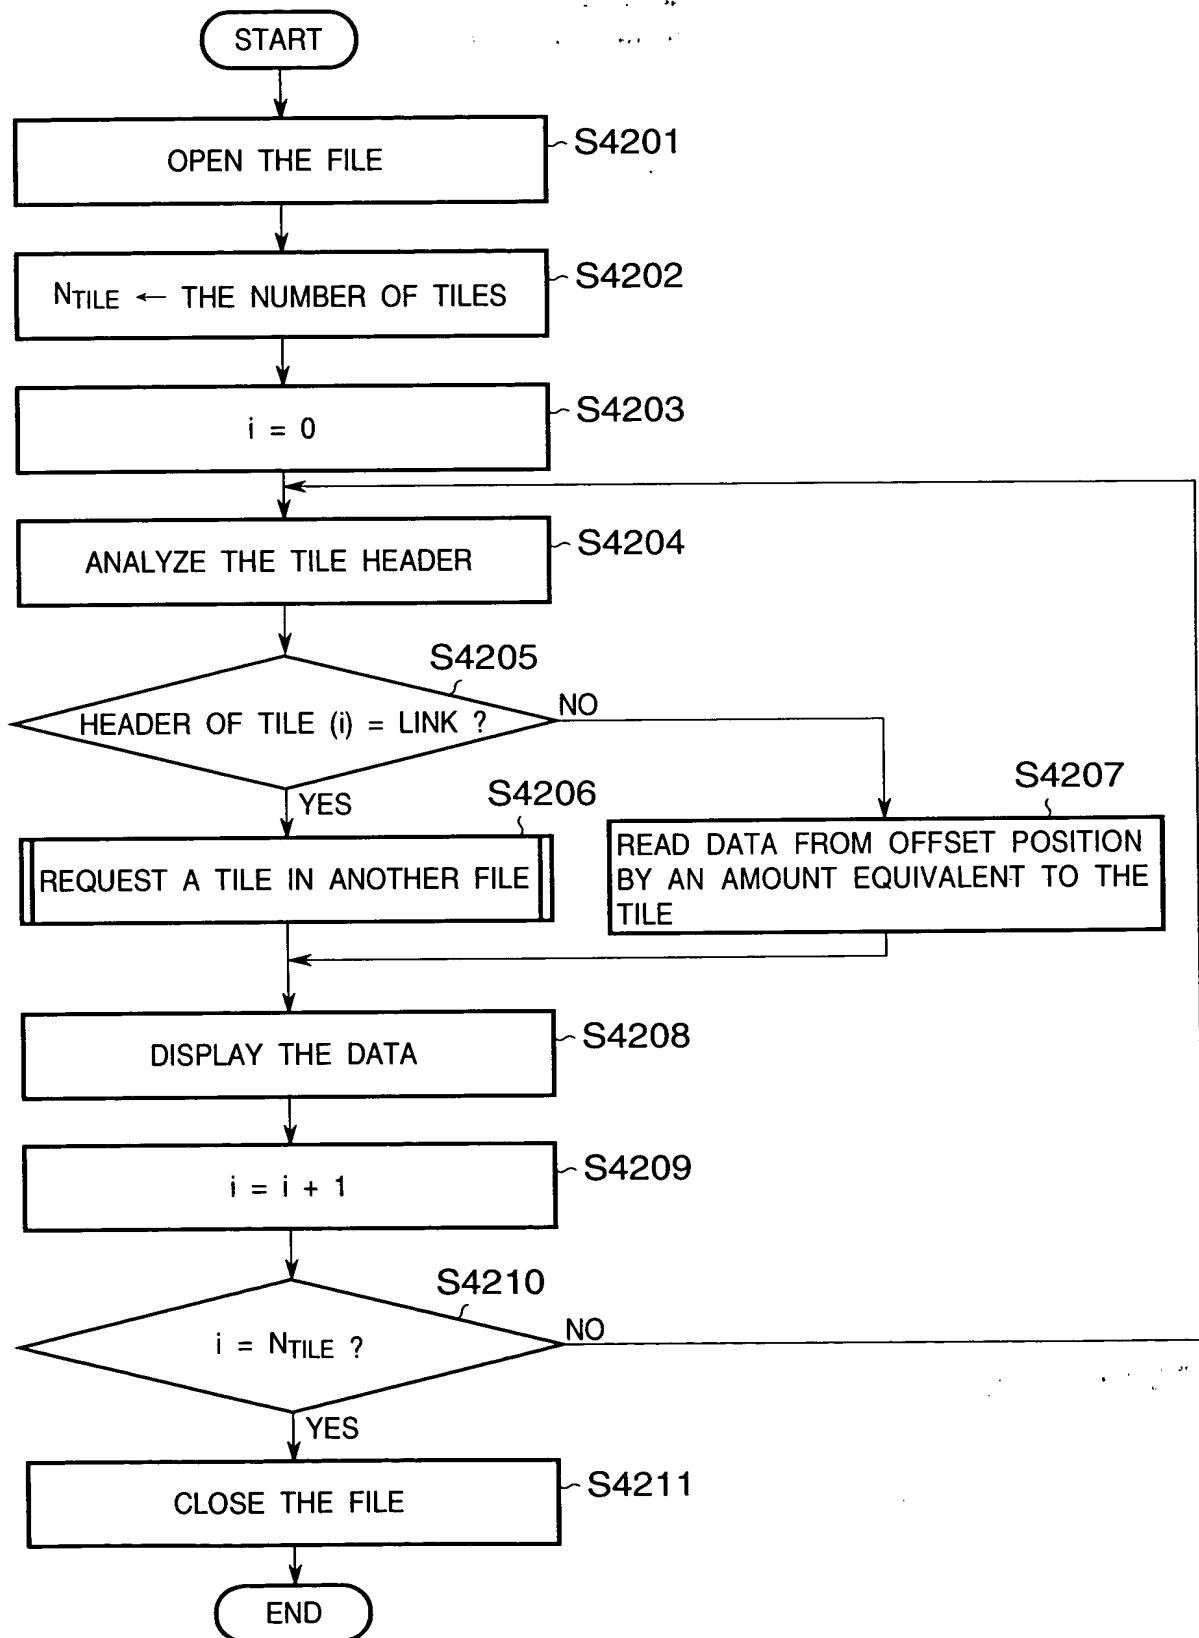 START
OPEN THE FILE
S4201
NTILE ← THE NUMBER OF TILES
S4202
i = 0
S4203
ANALYZE THE TILE HEADER
S4204
S4205
HEADER OF TILE (i) = LINK ?
NO
YES
S4206
S4207
REQUEST A TILE IN ANOTHER FILE
READ DATA FROM OFFSET POSITION
BY AN AMOUNT EQUIVALENT TO THE
TILE
DISPLAY THE DATA
S4208
i = i + 1
S4209
S4210
i = NTILE ?
NO
YES
CLOSE THE FILE
S4211
END